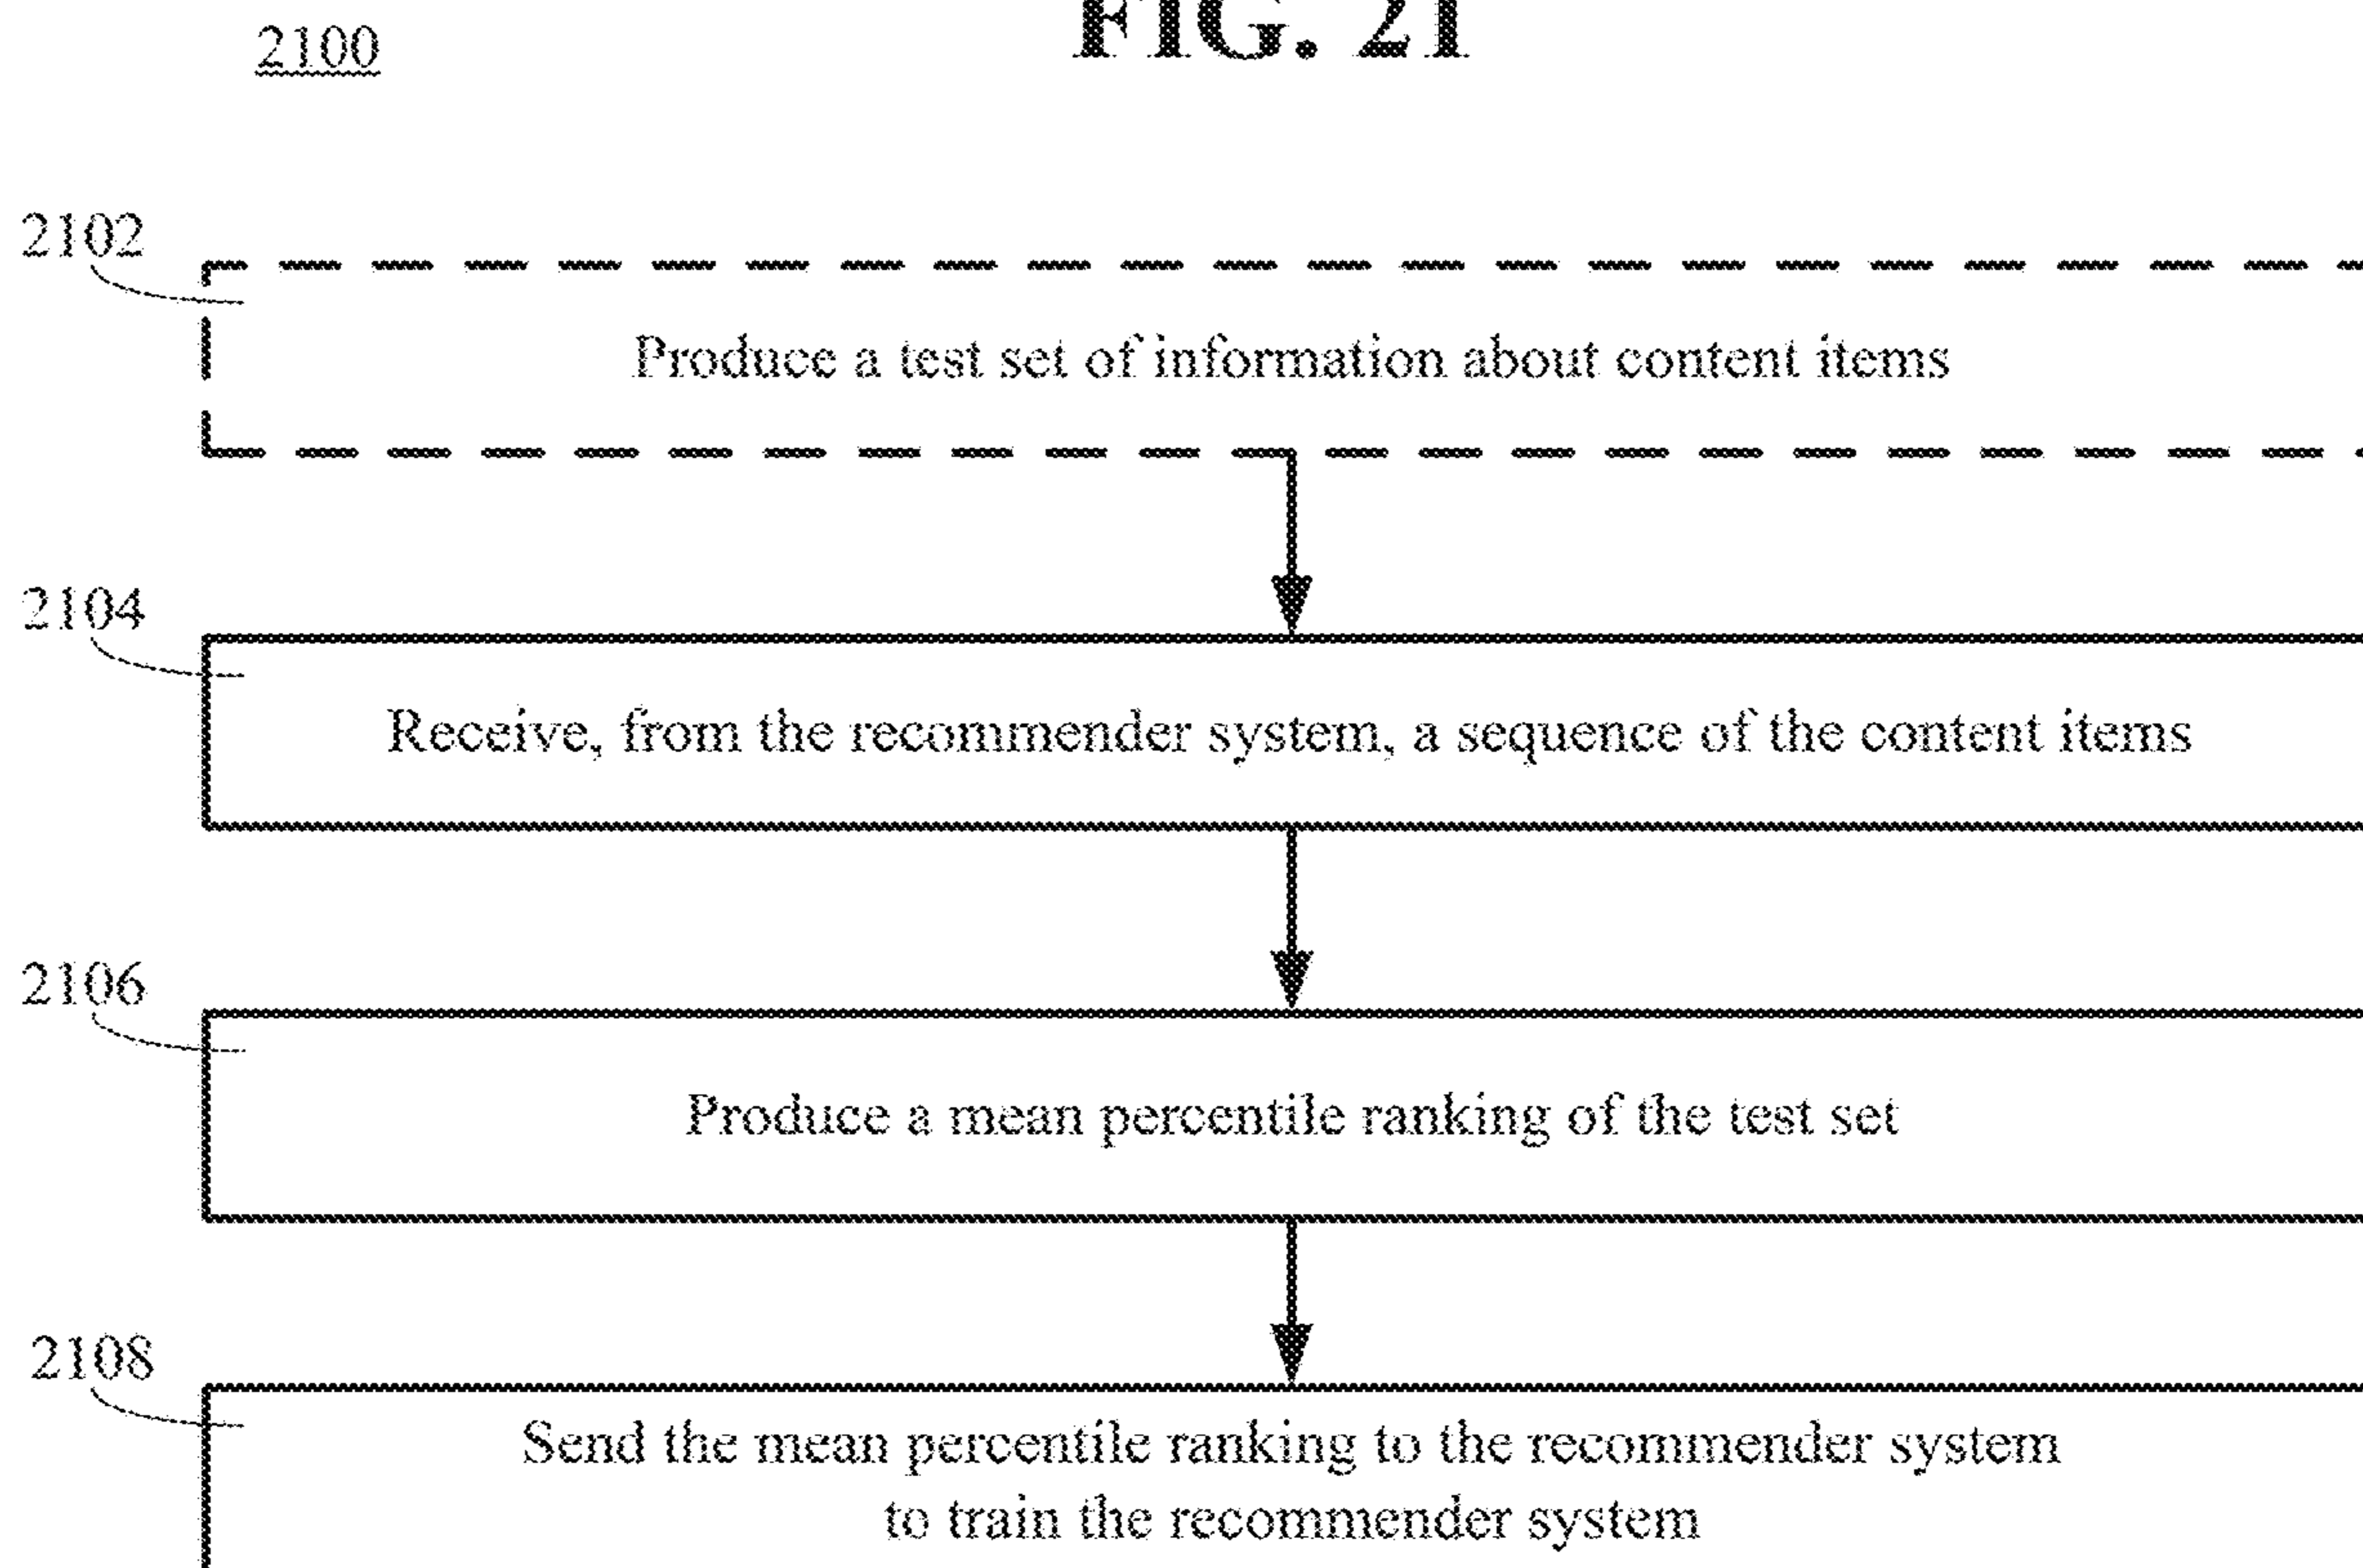 FIG. 21
2100
2102
Produce a test set of information about content items
2104
Receive, from the recommender system, a sequence of the content items
2106
Produce a mean percentile ranking of the test set
2108
Send the mean percentile ranking to the recommender system
to train the recommender system